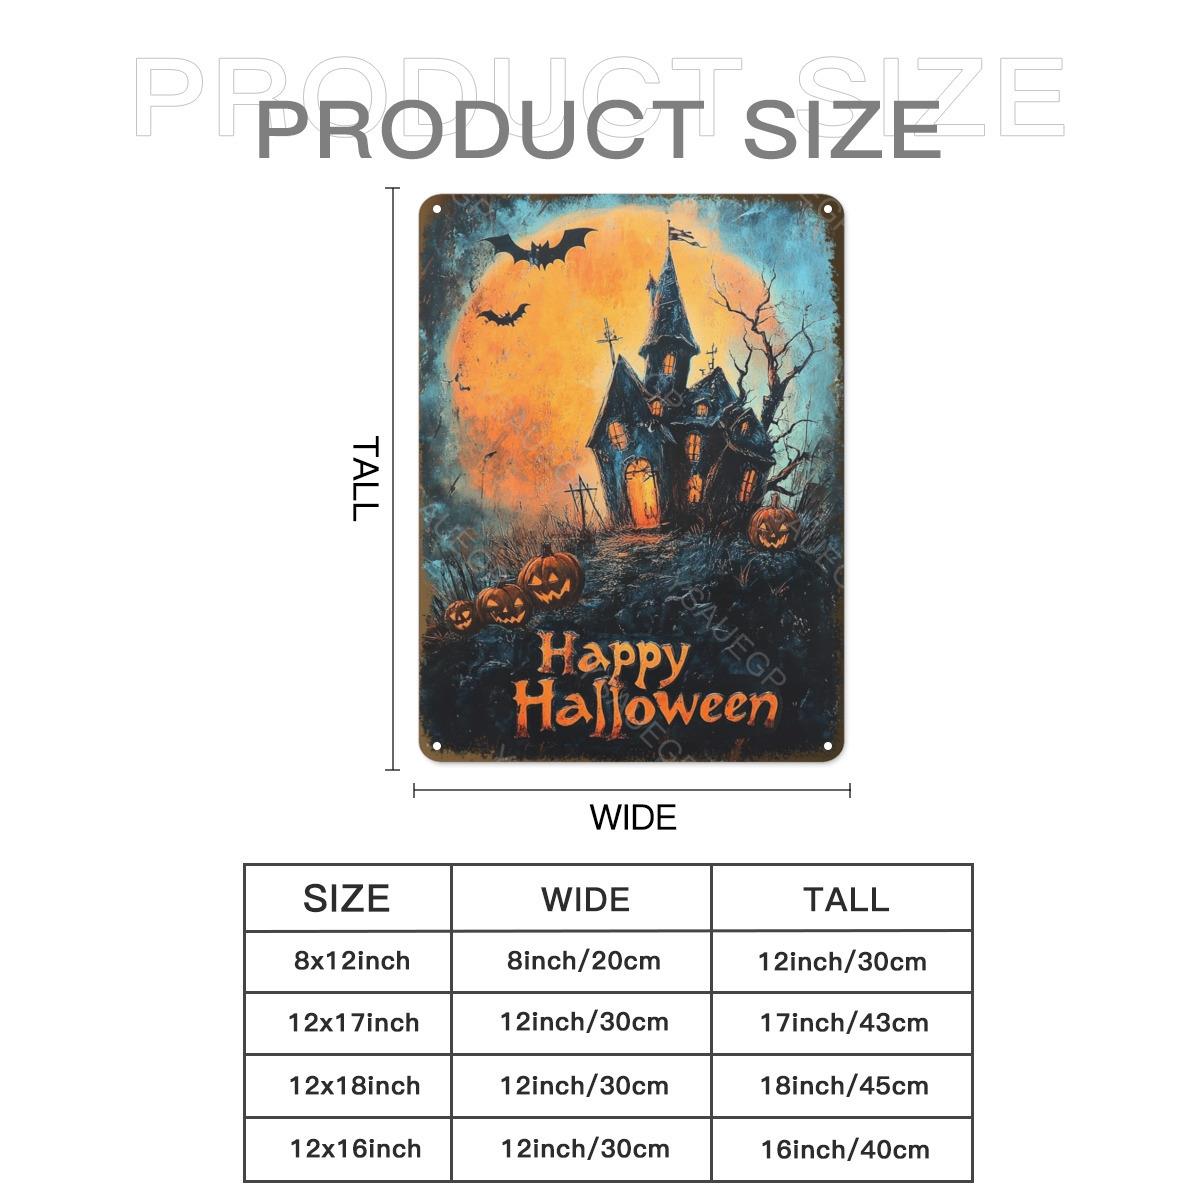 PRODUCT SIZE
PRODUCT SIZE
TALL
Happy
Halloween
YSAUEGP
WIDE
SIZE WIDE TALL
8x12inch 8inch/20cm 12inch/30cm
12x17inch 12inch/30cm 17inch/43cm
12x18inch 12inch/30cm 18inch/45cm
12x16inch 12inch/30cm 16inch/40cm